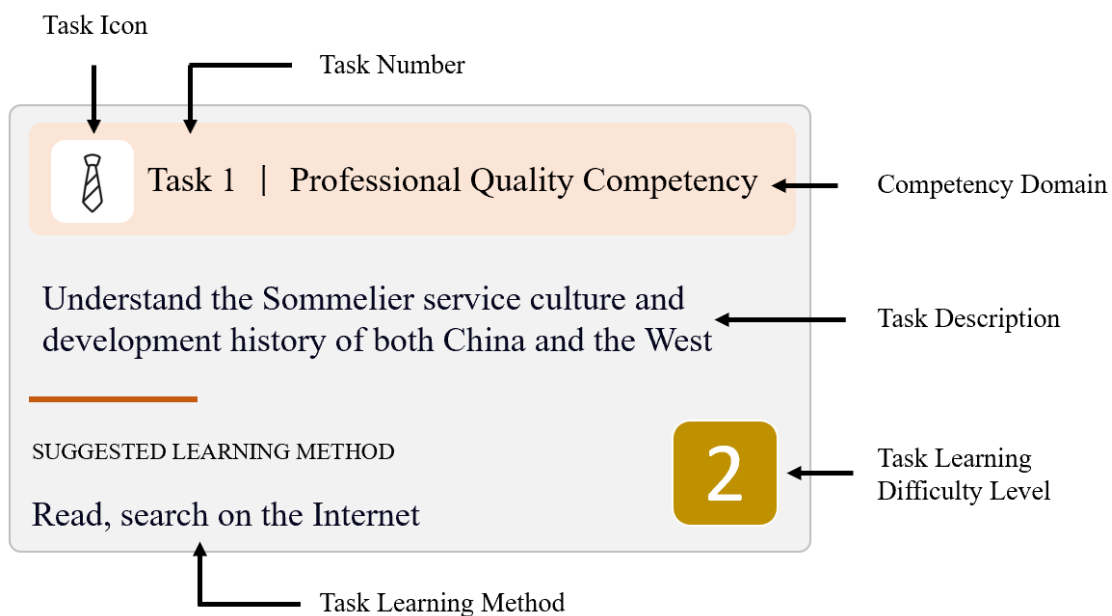 Task Icon
Task Number
Task 1 | Professional Quality Competency
Competency Domain
Understand the Sommelier service culture and
development history of both China and the West
Task Description
SUGGESTED LEARNING METHOD
2
Task Learning
Difficulty Level
Read, search on the Internet
Task Learning Method